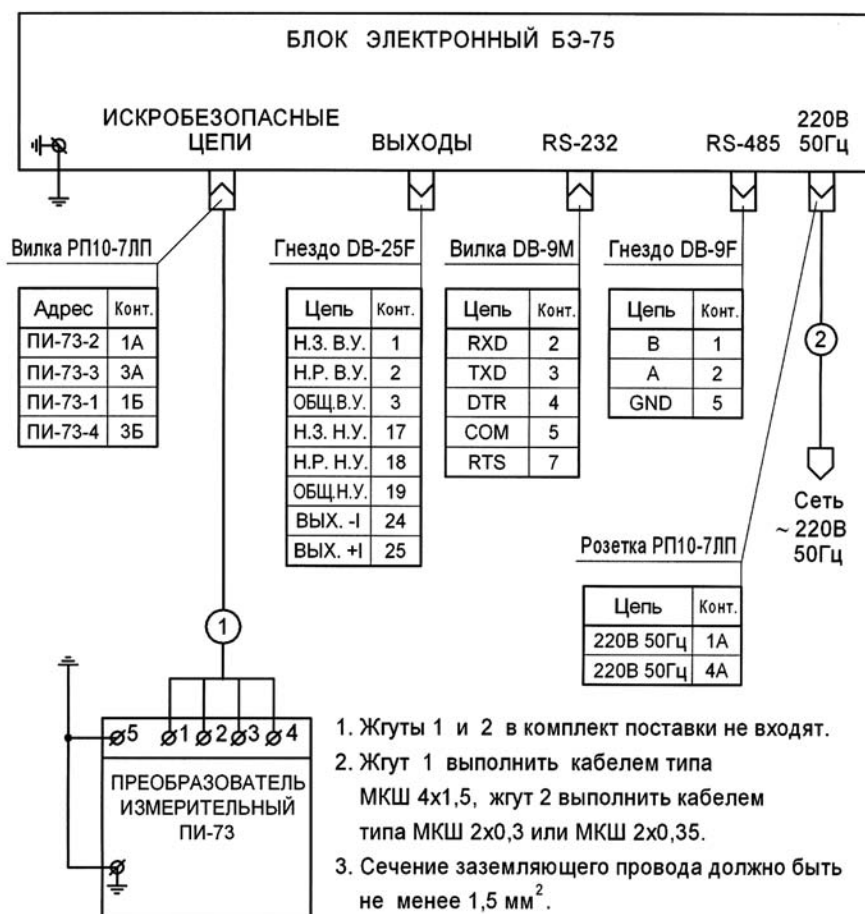 БЛОК ЭЛЕКТРОННЫЙ БЭ-75
ИСКРОБЕЗОПАСНЫЕ
ЦЕПИ
ВЫХОДЫ
RS-232
RS-485
220В
50Гц
Вилка РП10-7ЛП
Адрес Конт.
ПИ-73-2 1А
ПИ-73-3 3А
ПИ-73-1 1Б
ПИ-73-4 3Б
Гнездо DB-25F
Цепь Конт.
Н.З. В.У. 1
Н.Р. В.У. 2
ОБЩ.В.У. 3
Н.З. Н.У. 17
Н.Р. Н.У. 18
ОБЩ.Н.У. 19
ВЫХ. -I 24
ВЫХ. +I 25
Вилка DB-9M
Цепь Конт.
RXD 2
TXD 3
DTR 4
COM 5
RTS 7
Гнездо DB-9F
Цепь Конт.
B 1
A 2
GND 5
2
Сеть
~ 220В
50Гц
Розетка РП10-7ЛП
Цепь Конт.
220В 50Гц 1А
220В 50Гц 4А
1
5 1 2 3 4
ПРЕОБРАЗОВАТЕЛЬ
ИЗМЕРИТЕЛЬНЫЙ
ПИ-73
1. Жгуты 1 и 2 в комплект поставки не входят.
2. Жгут 1 выполнить кабелем типа
МКШ 4х1,5, жгут 2 выполнить кабелем
типа МКШ 2х0,3 или МКШ 2х0,35.
3. Сечение заземляющего провода должно быть
не менее 1,5 мм².